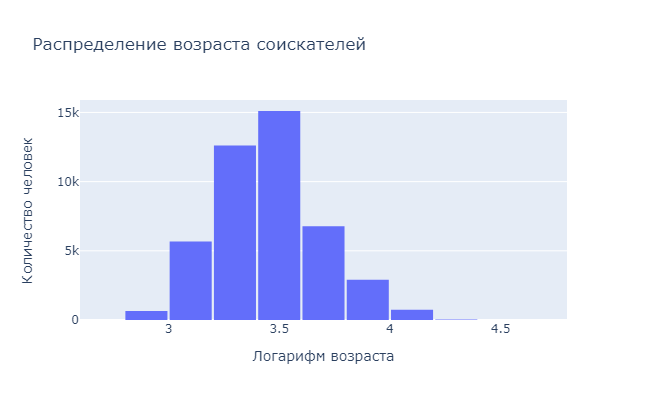 Распределение возраста соискателей
Количество человек
15k
10k
5k
0
3
3.5
4
4.5
Логарифм возраста